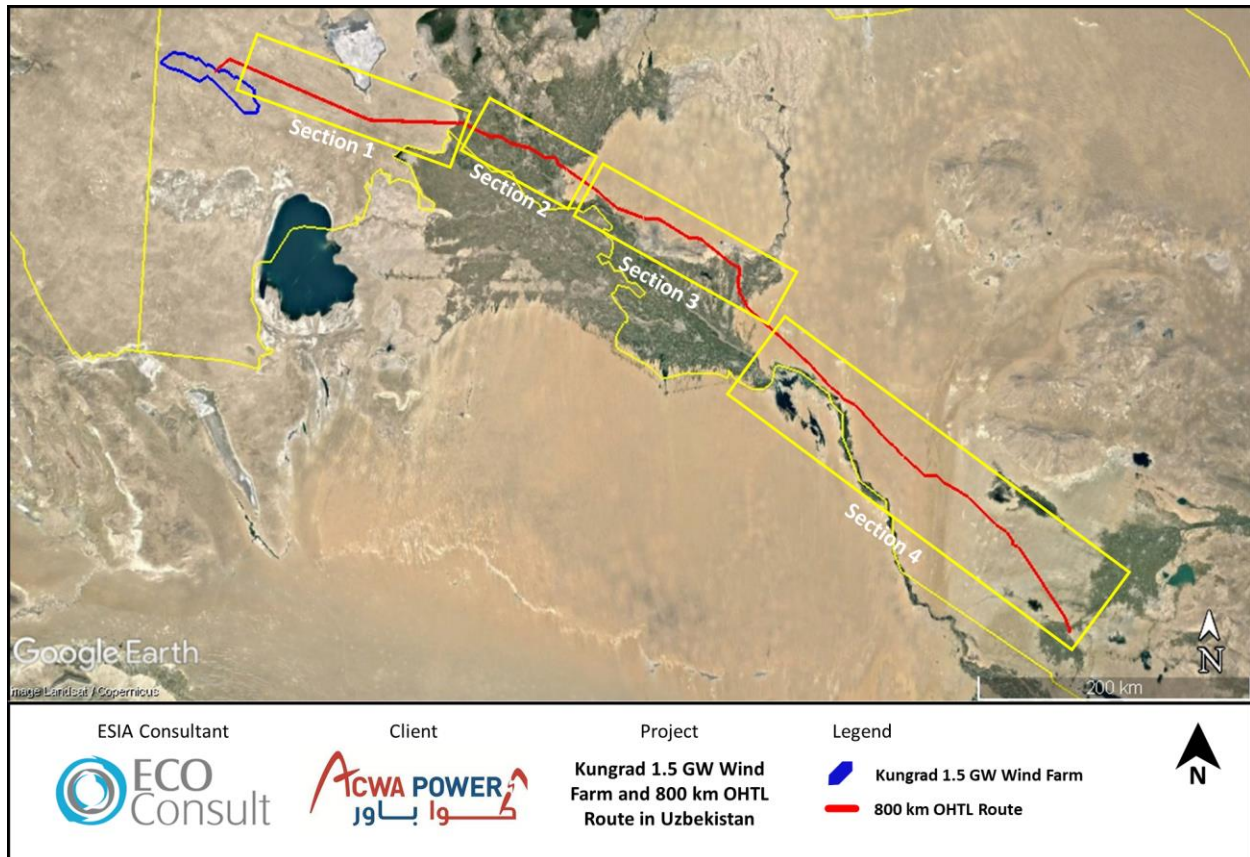 Section 1
Section 2
Section 3
Section 4
Google Earth
mage Landsat / Copernicus
N
200 km
ESIA Consultant
ECO
Consult
Client
ACWA POWER
أكوا باور
Project
Kungrad 1.5 GW Wind
Farm and 800 km OHTL
Route in Uzbekistan
Legend
Kungrad 1.5 GW Wind Farm
800 km OHTL Route
N